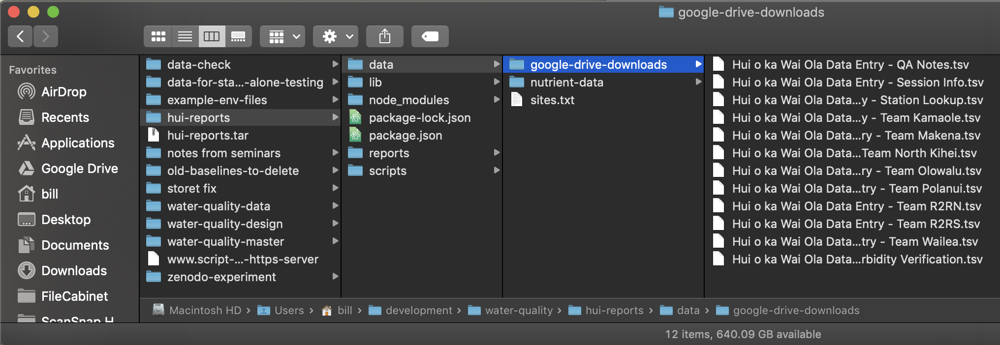 google-drive-downloads
Favorites
AirDrop
Recents
Applications
Google Drive
bill
Desktop
Documents
Downloads
FileCabinet
ScanSnap H
data-check
data-for-sta...-alone-testing
example-env-files
hui-reports
hui-reports.tar
notes from seminars
old-baselines-to-delete
storet fix
water-quality-data
water-quality-design
water-quality-master
www.script-...-https-server
zenodo-experiment
data
lib
node_modules
package-lock.json
package.json
reports
scripts
google-drive-downloads
nutrient-data
sites.txt
Hui o ka Wai Ola Data Entry - QA Notes.tsv
Hui o ka Wai Ola Data Entry - Session Info.tsv
Hui o ka Wai Ola Data...y - Station Lookup.tsv
Hui o ka Wai Ola Data...y - Team Kamaole.tsv
Hui o ka Wai Ola Data...ry - Team Makena.tsv
Hui o ka Wai Ola Data...Team North Kihei.tsv
Hui o ka Wai Ola Data...ry - Team Olowalu.tsv
Hui o ka Wai Ola Data...try - Team Polanui.tsv
Hui o ka Wai Ola Data Entry - Team R2RN.tsv
Hui o ka Wai Ola Data Entry - Team R2RS.tsv
Hui o ka Wai Ola Data...try - Team Wailea.tsv
Hui o ka Wai Ola Data...rbidity Verification.tsv
Macintosh HD › Users › bill › development › water-quality › hui-reports › data › google-drive-downloads
12 items, 640.09 GB available